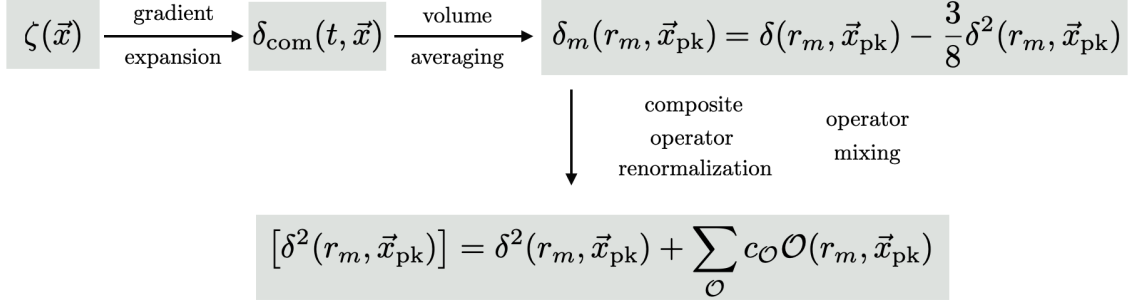 ζ(x⃗) gradient expansion δ_com(t, x⃗) volume averaging δ_m(r_m, x⃗_pk) = δ(r_m, x⃗_pk) − 3/8 δ²(r_m, x⃗_pk)
composite
operator
renormalization
operator
mixing
[δ²(r_m, x⃗_pk)] = δ²(r_m, x⃗_pk) + ∑_𝒪 c_𝒪 𝒪(r_m, x⃗_pk)